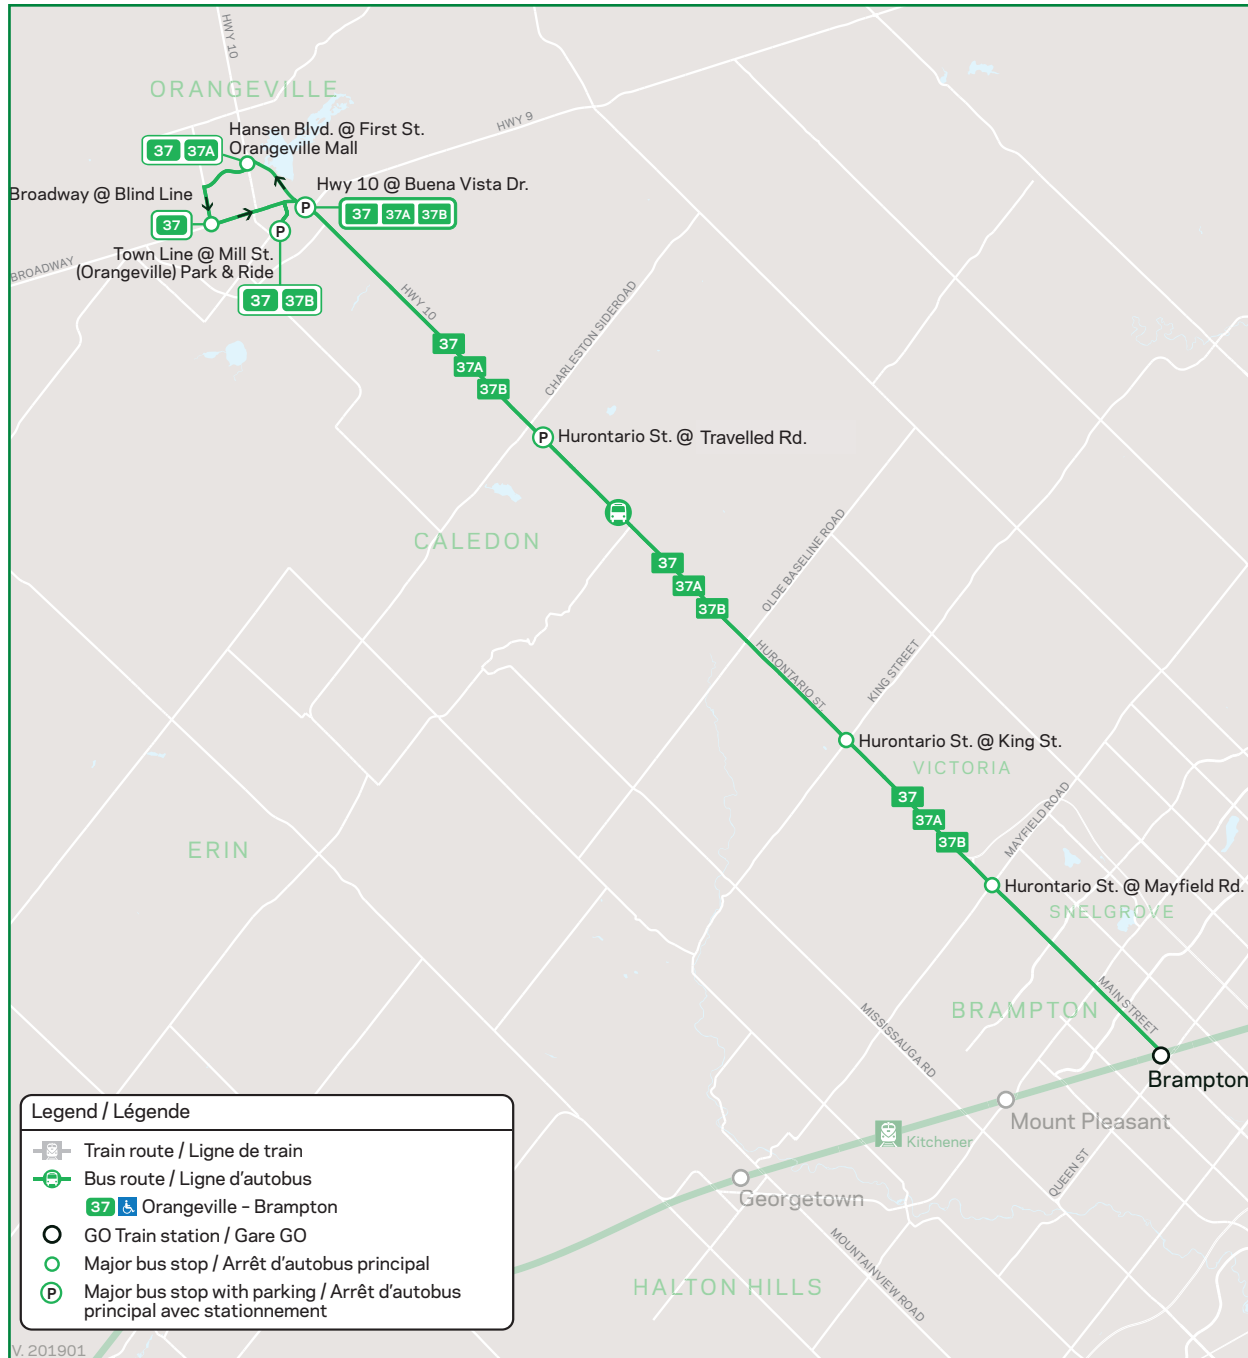 HWY 10
ORANGEVILLE
HWY 9
Hansen Blvd. @ First St.
Orangeville Mall
37 37A
Hwy 10 @ Buena Vista Dr.
Broadway @ Blind Line
P
37 37A 37B
37
P
Town Line @ Mill St.
(Orangeville) Park & Ride
BROADWAY
37 37B
HWY 10
CHARLESTON SIDEROAD
37
37A
37B
P
Hurontario St. @ Travelled Rd.
CALEDON
OLDE BASELINE ROAD
37
37A
37B
HURONTARIO ST.
KING STREET
Hurontario St. @ King St.
VICTORIA
37
37A
37B
MAYFIELD ROAD
ERIN
Hurontario St. @ Mayfield Rd.
SNELGROVE
MAIN STREET
BRAMPTON
MISSISSAUGA RD
Brampton
Mount Pleasant
Kitchener
QUEEN ST
Georgetown
MOUNTAINVIEW ROAD
HALTON HILLS
Legend / Légende
Train route / Ligne de train
Bus route / Ligne d'autobus
37 Orangeville – Brampton
GO Train station / Gare GO
Major bus stop / Arrêt d'autobus principal
P Major bus stop with parking / Arrêt d'autobus
principal avec stationnement
V. 201901